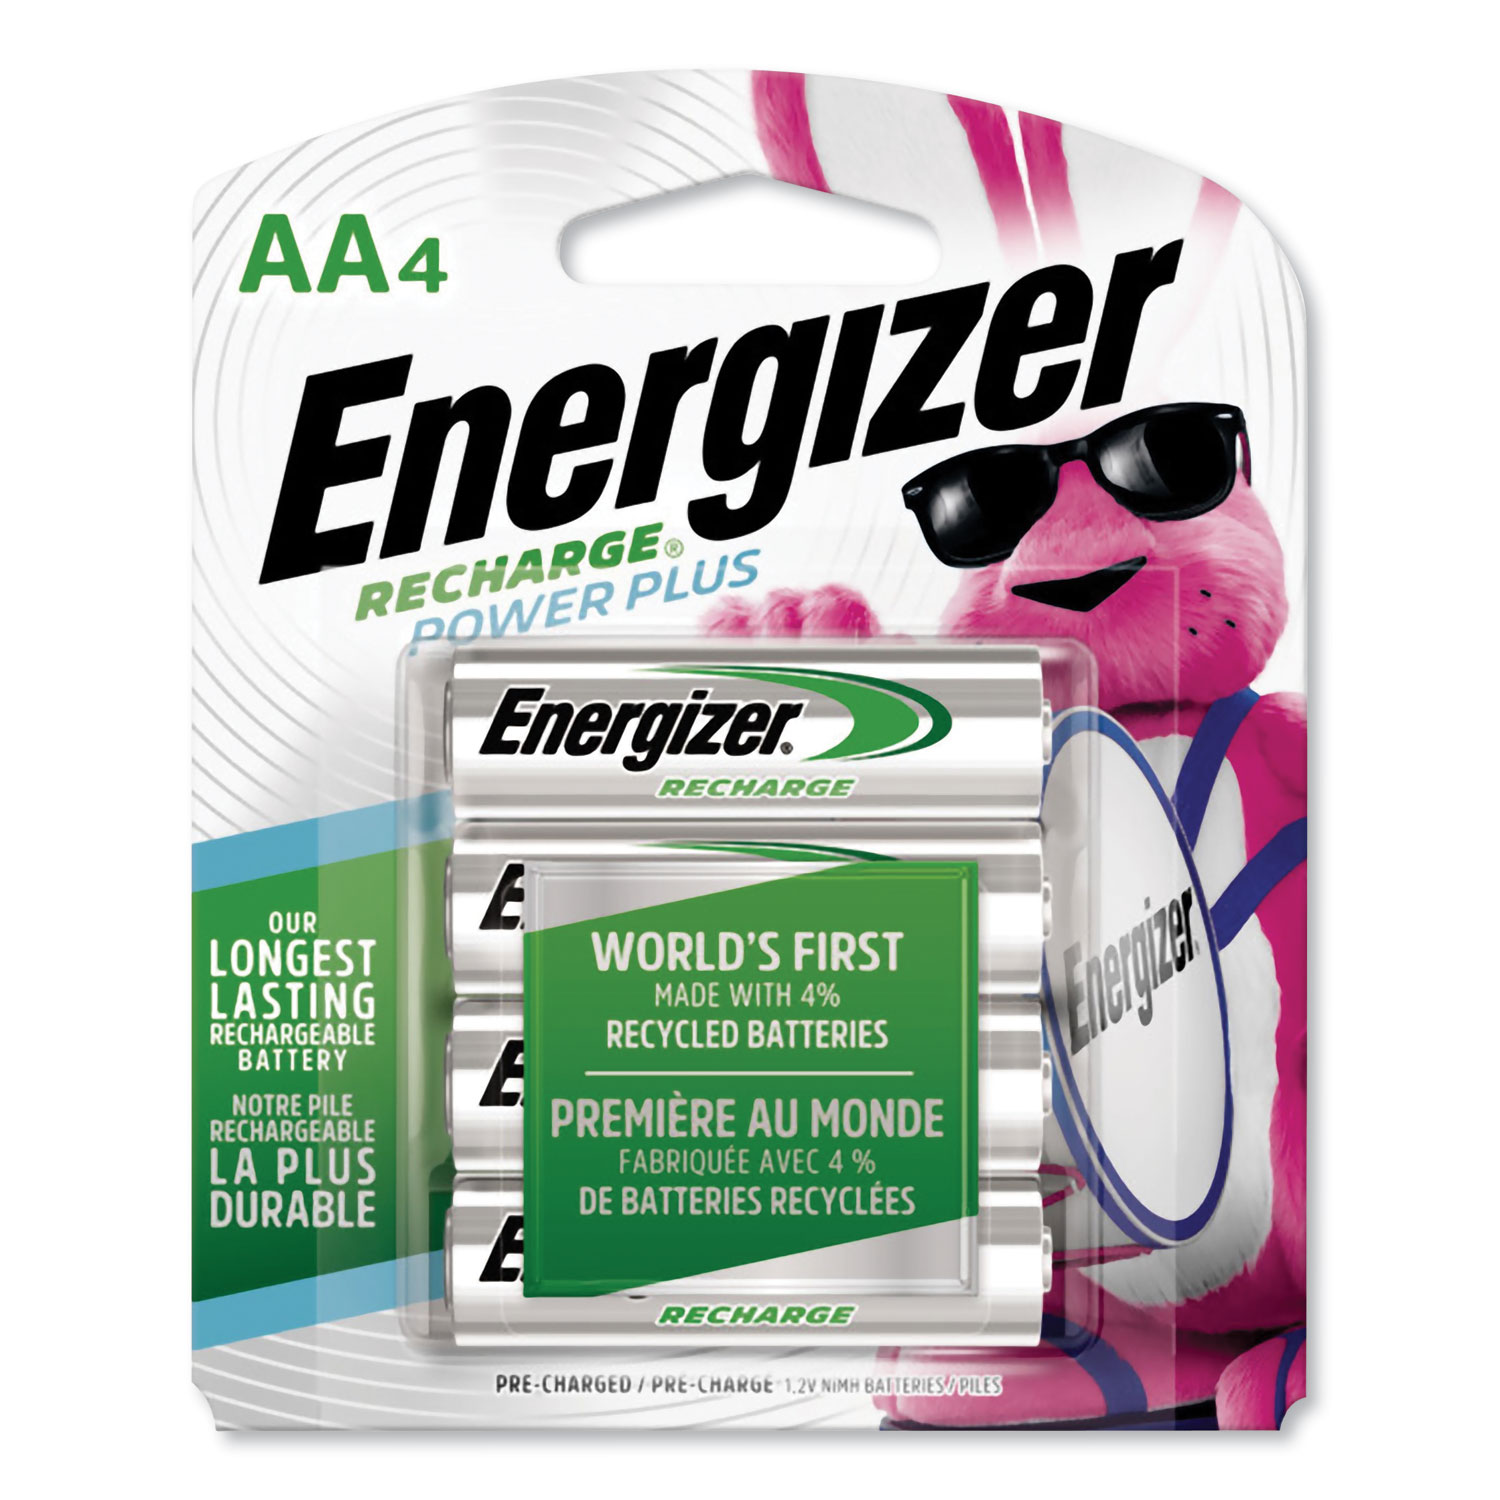 AA4
Energizer
RECHARGE®
POWER PLUS
Energizer®
RECHARGE
E
OUR
LONGEST
LASTING
RECHARGEABLE
BATTERY
NOTRE PILE
RECHARGEABLE
LA PLUS
DURABLE
WORLD'S FIRST
MADE WITH 4%
RECYCLED BATTERIES
PREMIÈRE AU MONDE
FABRIQUÉE AVEC 4 %
DE BATTERIES RECYCLÉES
Energizer
E
E
RECHARGE
PRE-CHARGED / PRE-CHARGE 1.2V NiMH BATTERIES / PILES